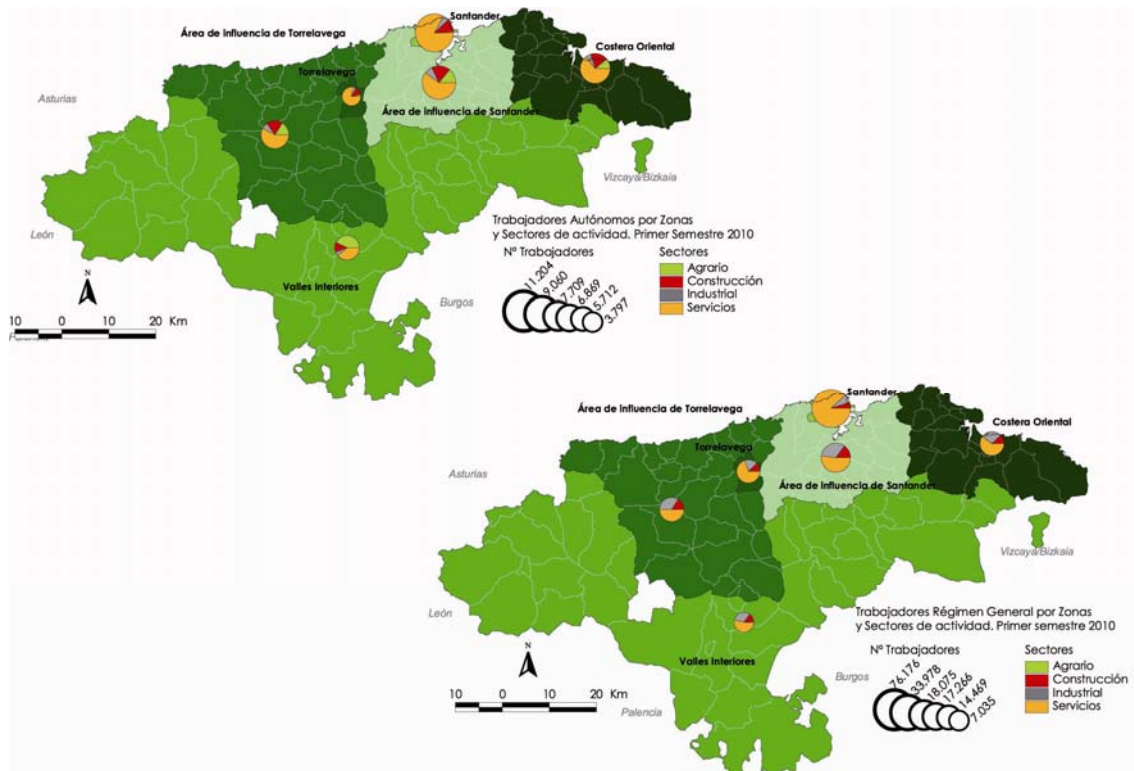 Santander
Área de influencia de Torrelavega
Costera Oriental
Torrelavega
Asturias
Área de influencia de Santander
Vizcaya/Bizkaia
León
Trabajadores Autónomos por Zonas
y Sectores de actividad. Primer Semestre 2010
Nº Trabajadores
11.204
9.060
7.709
6.869
5.712
3.797
Sectores
Agrario
Construcción
Industrial
Servicios
N
Valles Interiores
Burgos
10 0 10 20 Km
Santander
Área de influencia de Torrelavega
Costera Oriental
Torrelavega
Asturias
Área de influencia de Santander
Vizcaya/Bizkaia
León
Trabajadores Régimen General por Zonas
y Sectores de actividad. Primer semestre 2010
Nº Trabajadores
76.176
33.978
18.075
17.266
14.469
7.035
Sectores
Agrario
Construcción
Industrial
Servicios
N
Valles Interiores
Burgos
10 0 10 20 Km
Palencia